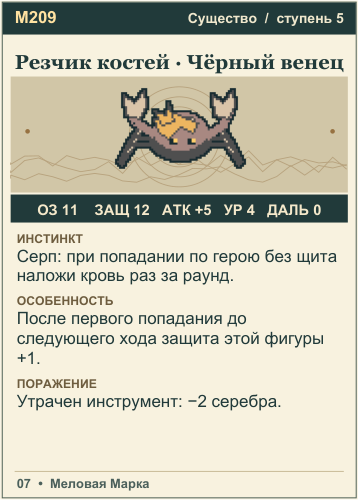 М209
Существо / ступень 5
Резчик костей · Чёрный венец
ОЗ 11 ЗАЩ 12 АТК +5 УР 4 ДАЛЬ 0
ИНСТИНКТ
Серп: при попадании по герою без щита
наложи кровь раз за раунд.
ОСОБЕННОСТЬ
После первого попадания до
следующего хода защита этой фигуры
+1.
ПОРАЖЕНИЕ
Утрачен инструмент: −2 серебра.
07 • Меловая Марка